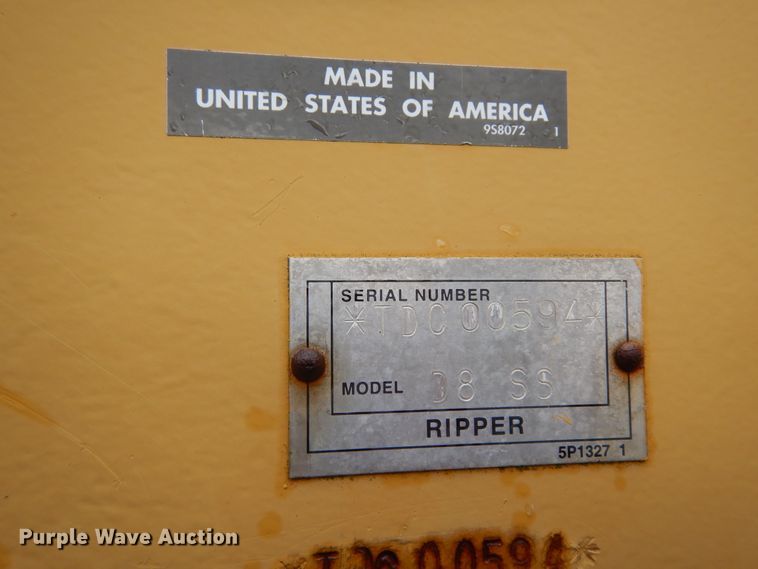 MADE IN
UNITED STATES OF AMERICA
9S8072 1
SERIAL NUMBER
*TDC00594*
MODEL D8 SS
RIPPER
5P1327 1
*TDC00594*
Purple Wave Auction®